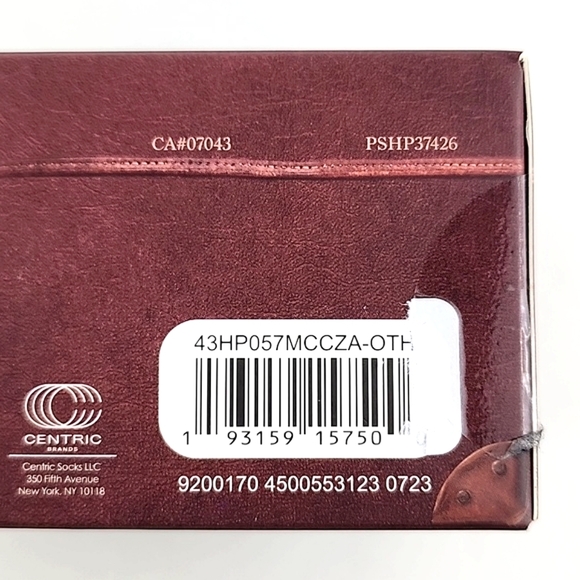 CA#07043 PSHP37426
43HP057MCCZA-OTH
1 93159 15750
CENTRIC
BRANDS
Centric Socks LLC
350 Fifth Avenue
New York, NY 10118
9200170 4500553123 0723